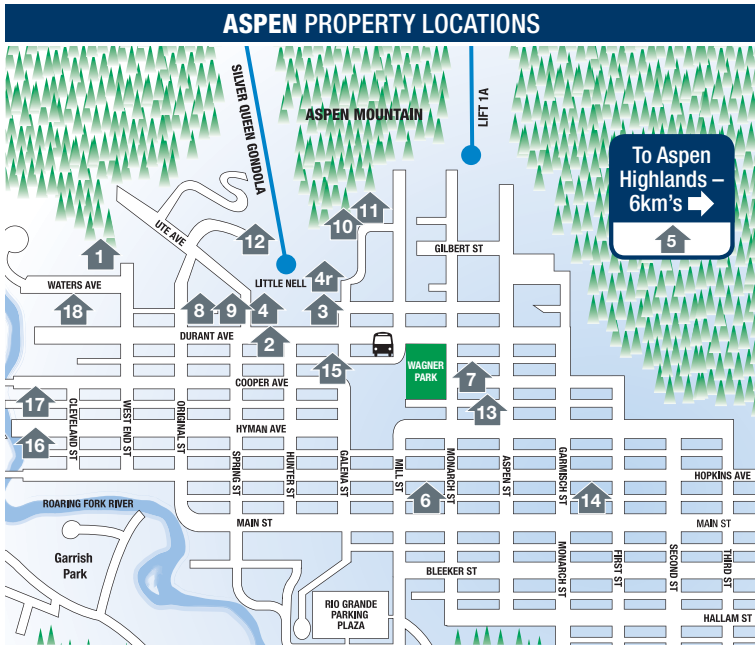 ASPEN PROPERTY LOCATIONS
SILVER QUEEN GONDOLA
ASPEN MOUNTAIN
LIFT 1A
To Aspen
Highlands –
6km's
5
UTE AVE
11
10
12
1
GILBERT ST
WATERS AVE
LITTLE NELL
4r
18
8
9
4
3
DURANT AVE
2
WAGNER
PARK
15
7
COOPER AVE
17
13
CLEVELAND ST
WEST END ST
ORIGINAL ST
HYMAN AVE
16
SPRING ST
HUNTER ST
GALENA ST
MILL ST
MONARCH ST
ASPEN ST
GARMISCH ST
HOPKINS AVE
6
14
ROARING FORK RIVER
MAIN ST
MAIN ST
Garrish
Park
BLEEKER ST
MONARCH ST
FIRST ST
SECOND ST
THIRD ST
RIO GRANDE
PARKING
PLAZA
HALLAM ST